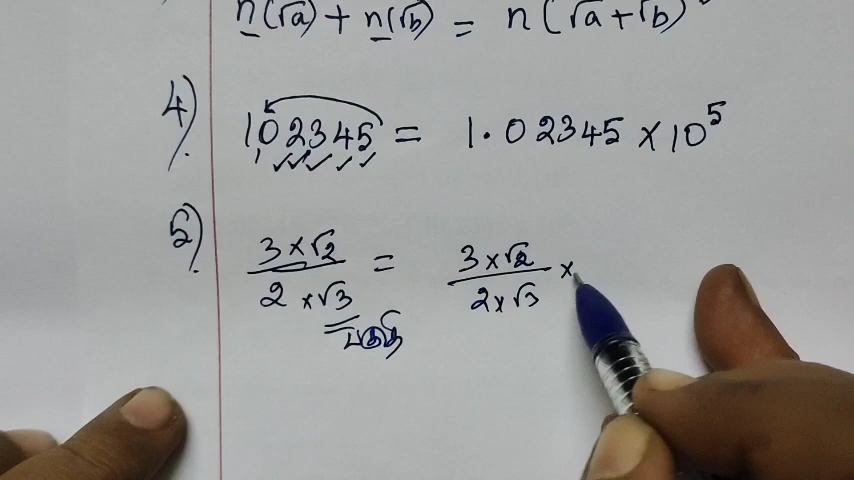 n(√a) + n(√b) = n(√a+√b)
4) 102345 = 1.02345 × 10⁵
5) 3×√2 / 2×√3 = 3×√2 / 2×√3 ×
பகுதி